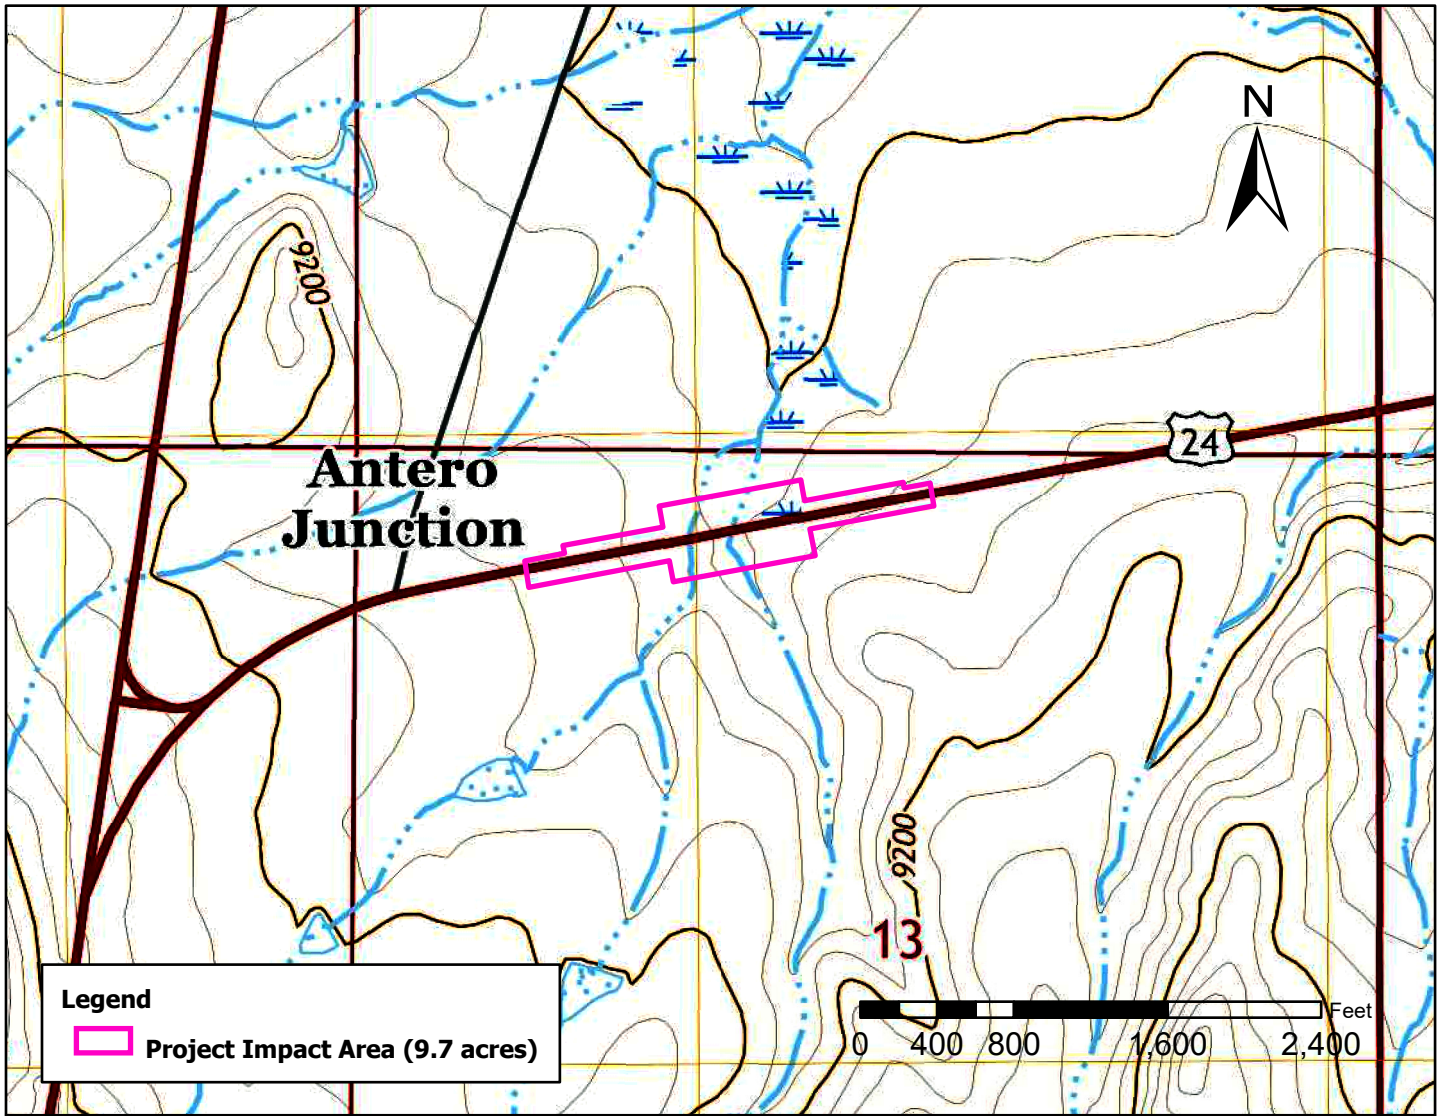 N
9200
24
Antero
Junction
9200
13
Legend
Project Impact Area (9.7 acres)
Feet
0 400 800 1,600 2,400